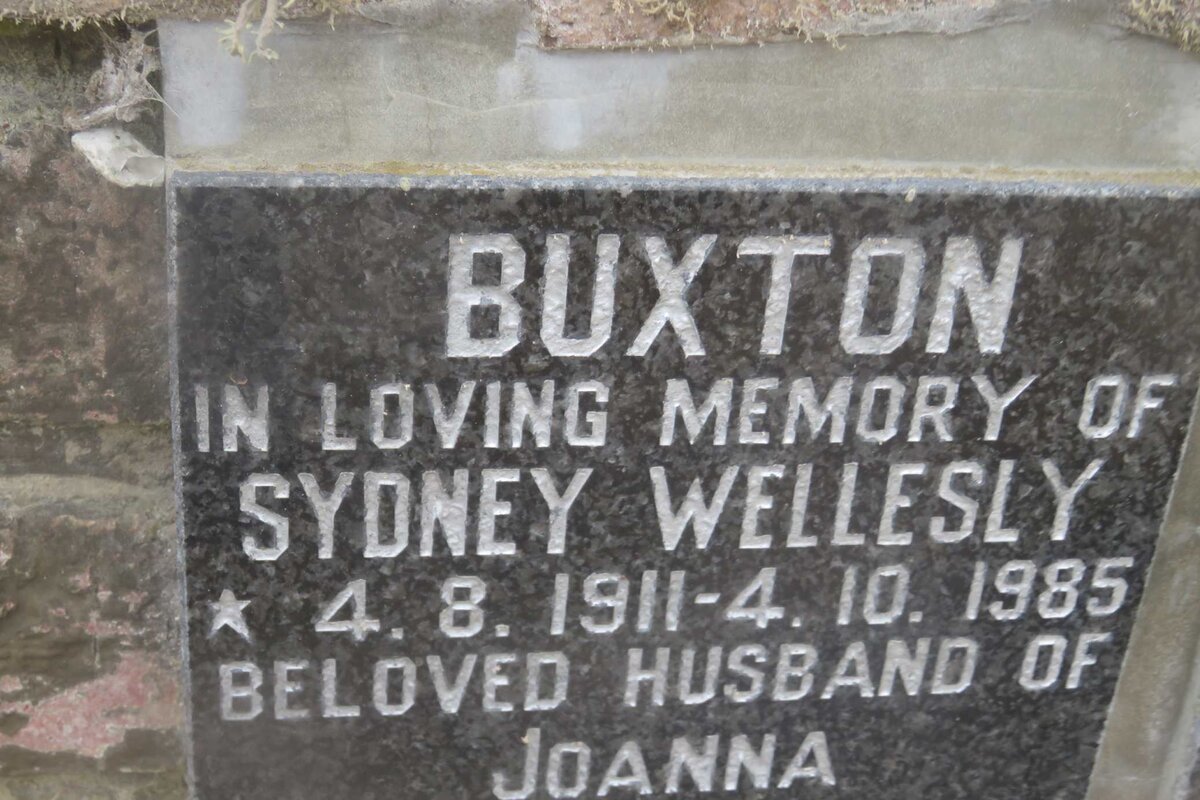 BUXTON
IN LOVING MEMORY OF
SYDNEY WELLESLY
★ 4. 8. 1911-4. 10. 1985
BELOVED HUSBAND OF
JOANNA